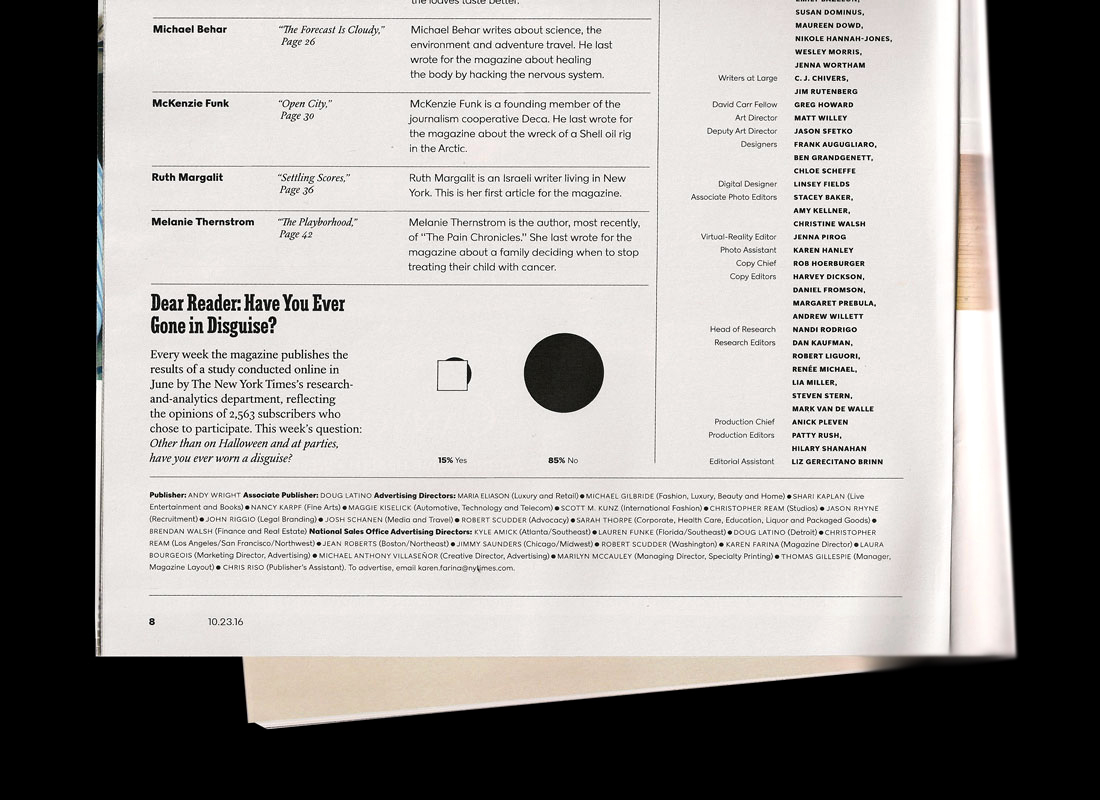 the loaves taste better.
Michael Behar
“The Forecast Is Cloudy,”
Page 26
Michael Behar writes about science, the
environment and adventure travel. He last
wrote for the magazine about healing
the body by hacking the nervous system.
McKenzie Funk
“Open City,”
Page 30
McKenzie Funk is a founding member of the
journalism cooperative Deca. He last wrote for
the magazine about the wreck of a Shell oil rig
in the Arctic.
Ruth Margalit
“Settling Scores,”
Page 36
Ruth Margalit is an Israeli writer living in New
York. This is her first article for the magazine.
Melanie Thernstrom
“The Playborhood,”
Page 42
Melanie Thernstrom is the author, most recently,
of “The Pain Chronicles.” She last wrote for the
magazine about a family deciding when to stop
treating their child with cancer.
Dear Reader: Have You Ever
Gone in Disguise?
Every week the magazine publishes the
results of a study conducted online in
June by The New York Times’s research-
and-analytics department, reflecting
the opinions of 2,563 subscribers who
chose to participate. This week’s question:
Other than on Halloween and at parties,
have you ever worn a disguise?
15% Yes
85% No
EMILY BAZELON,
SUSAN DOMINUS,
MAUREEN DOWD,
NIKOLE HANNAH-JONES,
WESLEY MORRIS,
JENNA WORTHAM
Writers at Large C. J. CHIVERS,
JIM RUTENBERG
David Carr Fellow GREG HOWARD
Art Director MATT WILLEY
Deputy Art Director JASON SFETKO
Designers FRANK AUGUGLIARO,
BEN GRANDGENETT,
CHLOE SCHEFFE
Digital Designer LINSEY FIELDS
Associate Photo Editors STACEY BAKER,
AMY KELLNER,
CHRISTINE WALSH
Virtual-Reality Editor JENNA PIROG
Photo Assistant KAREN HANLEY
Copy Chief ROB HOERBURGER
Copy Editors HARVEY DICKSON,
DANIEL FROMSON,
MARGARET PREBULA,
ANDREW WILLETT
Head of Research NANDI RODRIGO
Research Editors DAN KAUFMAN,
ROBERT LIGUORI,
RENÉE MICHAEL,
LIA MILLER,
STEVEN STERN,
MARK VAN DE WALLE
Production Chief ANICK PLEVEN
Production Editors PATTY RUSH,
HILARY SHANAHAN
Editorial Assistant LIZ GERECITANO BRINN
Publisher: ANDY WRIGHT Associate Publisher: DOUG LATINO Advertising Directors: MARIA ELIASON (Luxury and Retail) ● MICHAEL GILBRIDE (Fashion, Luxury, Beauty and Home) ● SHARI KAPLAN (Live
Entertainment and Books) ● NANCY KARPF (Fine Arts) ● MAGGIE KISELICK (Automotive, Technology and Telecom) ● SCOTT M. KUNZ (International Fashion) ● CHRISTOPHER REAM (Studios) ● JASON RHYNE
(Recruitment) ● JOHN RIGGIO (Legal Branding) ● JOSH SCHANEN (Media and Travel) ● ROBERT SCUDDER (Advocacy) ● SARAH THORPE (Corporate, Health Care, Education, Liquor and Packaged Goods) ●
BRENDAN WALSH (Finance and Real Estate) National Sales Office Advertising Directors: KYLE AMICK (Atlanta/Southeast) ● LAUREN FUNKE (Florida/Southeast) ● DOUG LATINO (Detroit) ● CHRISTOPHER
REAM (Los Angeles/San Francisco/Northwest) ● JEAN ROBERTS (Boston/Northeast) ● JIMMY SAUNDERS (Chicago/Midwest) ● ROBERT SCUDDER (Washington) ● KAREN FARINA (Magazine Director) ● LAURA
BOURGEOIS (Marketing Director, Advertising) ● MICHAEL ANTHONY VILLASEÑOR (Creative Director, Advertising) ● MARILYN MCCAULEY (Managing Director, Specialty Printing) ● THOMAS GILLESPIE (Manager,
Magazine Layout) ● CHRIS RISO (Publisher’s Assistant). To advertise, email karen.farina@nytimes.com.
8 10.23.16